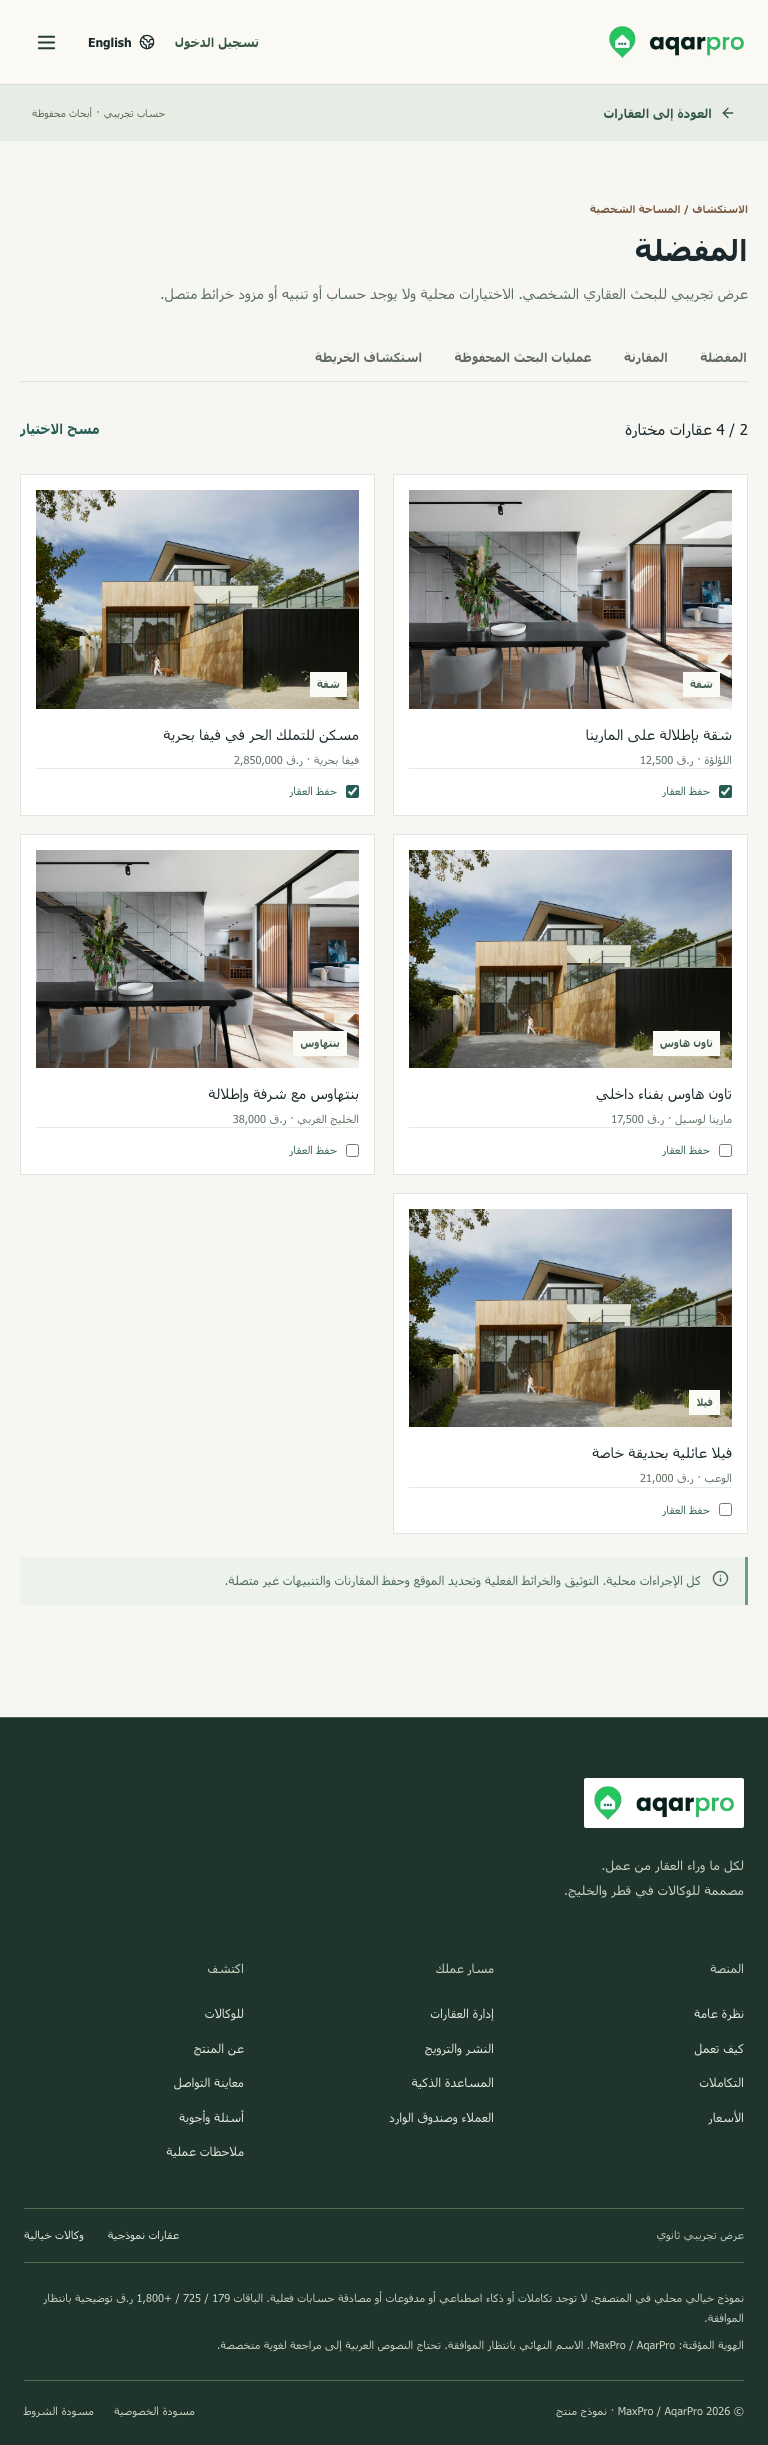 aqarpro
تسجيل الدخول
English
العودة إلى العقارات
حساب تجريبي · أبحاث محفوظة
الاستكشاف / المساحة الشخصية
المفضلة
عرض تجريبي للبحث العقاري الشخصي. الاختيارات محلية ولا يوجد حساب أو تنبيه أو مزود خرائط متصل.
المفضلة
المقارنة
عمليات البحث المحفوظة
استكشاف الخريطة
2 / 4 عقارات مختارة
مسح الاختيار
شقة
شقة بإطلالة على المارينا
اللؤلؤة · ر.ق 12,500
حفظ العقار
شقة
مسكن للتملك الحر في فيفا بحرية
فيفا بحرية · ر.ق 2,850,000
حفظ العقار
تاون هاوس
تاون هاوس بفناء داخلي
مارينا لوسيل · ر.ق 17,500
حفظ العقار
بنتهاوس
بنتهاوس مع شرفة وإطلالة
الخليج الغربي · ر.ق 38,000
حفظ العقار
فيلا
فيلا عائلية بحديقة خاصة
الوعب · ر.ق 21,000
حفظ العقار
كل الإجراءات محلية. التوثيق والخرائط الفعلية وتحديد الموقع وحفظ المقارنات والتنبيهات غير متصلة.
aqarpro
لكل ما وراء العقار من عمل.
مصممة للوكالات في قطر والخليج.
المنصة
نظرة عامة
كيف تعمل
التكاملات
الأسعار
مسار عملك
إدارة العقارات
النشر والترويج
المساعدة الذكية
العملاء وصندوق الوارد
اكتشف
للوكالات
عن المنتج
معاينة التواصل
أسئلة وأجوبة
ملاحظات عملية
عرض تجريبي ثانوي
عقارات نموذجية
وكالات خيالية
نموذج خيالي محلي في المتصفح. لا توجد تكاملات أو ذكاء اصطناعي أو مدفوعات أو مصادقة حسابات فعلية. الباقات 179 / 725 / +1,800 ر.ق توضيحية بانتظار
الموافقة.
الهوية المؤقتة: MaxPro / AqarPro. الاسم النهائي بانتظار الموافقة. تحتاج النصوص العربية إلى مراجعة لغوية متخصصة.
© 2026 MaxPro / AqarPro · نموذج منتج
مسودة الخصوصية
مسودة الشروط